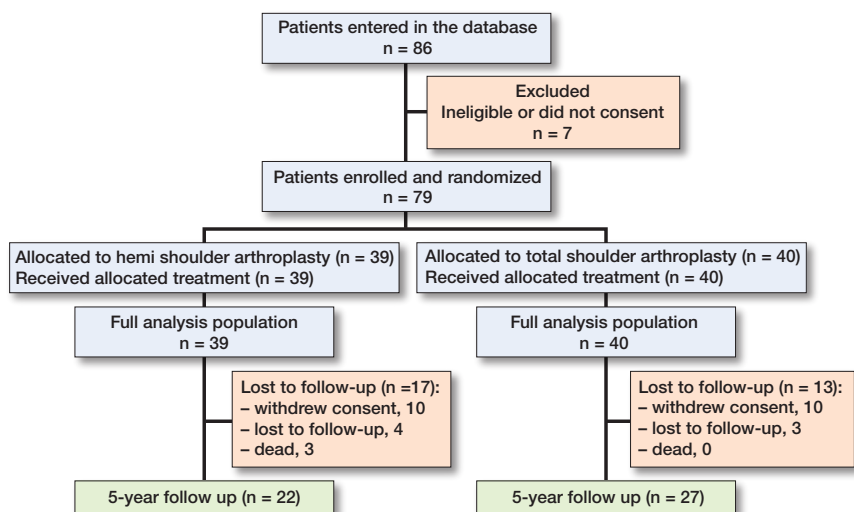 Patients entered in the database
n = 86
Excluded
Ineligible or did not consent
n = 7
Patients enrolled and randomized
n = 79
Allocated to hemi shoulder arthroplasty (n = 39)
Received allocated treatment (n = 39)
Allocated to total shoulder arthroplasty (n = 40)
Received allocated treatment (n = 40)
Full analysis population
n = 39
Full analysis population
n = 40
Lost to follow-up (n =17):
– withdrew consent, 10
– lost to follow-up, 4
– dead, 3
Lost to follow-up (n = 13):
– withdrew consent, 10
– lost to follow-up, 3
– dead, 0
5-year follow up (n = 22)
5-year follow up (n = 27)